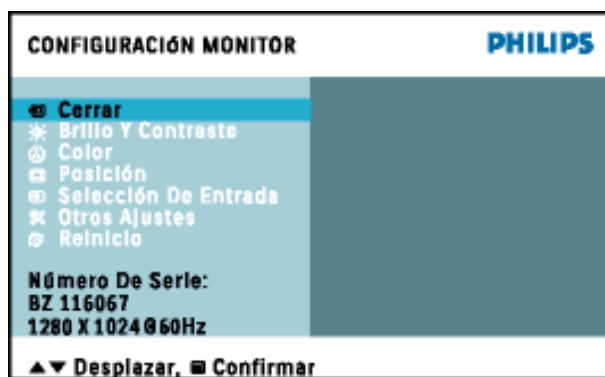 CONFIGURACIóN MONITOR PHILIPS
Cerrar
Brillo Y Contraste
Color
Posición
Selección De Entrada
Otros Ajustes
Reinicio
Número De Serie:
BZ 116067
1280 X 1024@60Hz
▲▼ Desplazar, Confirmar